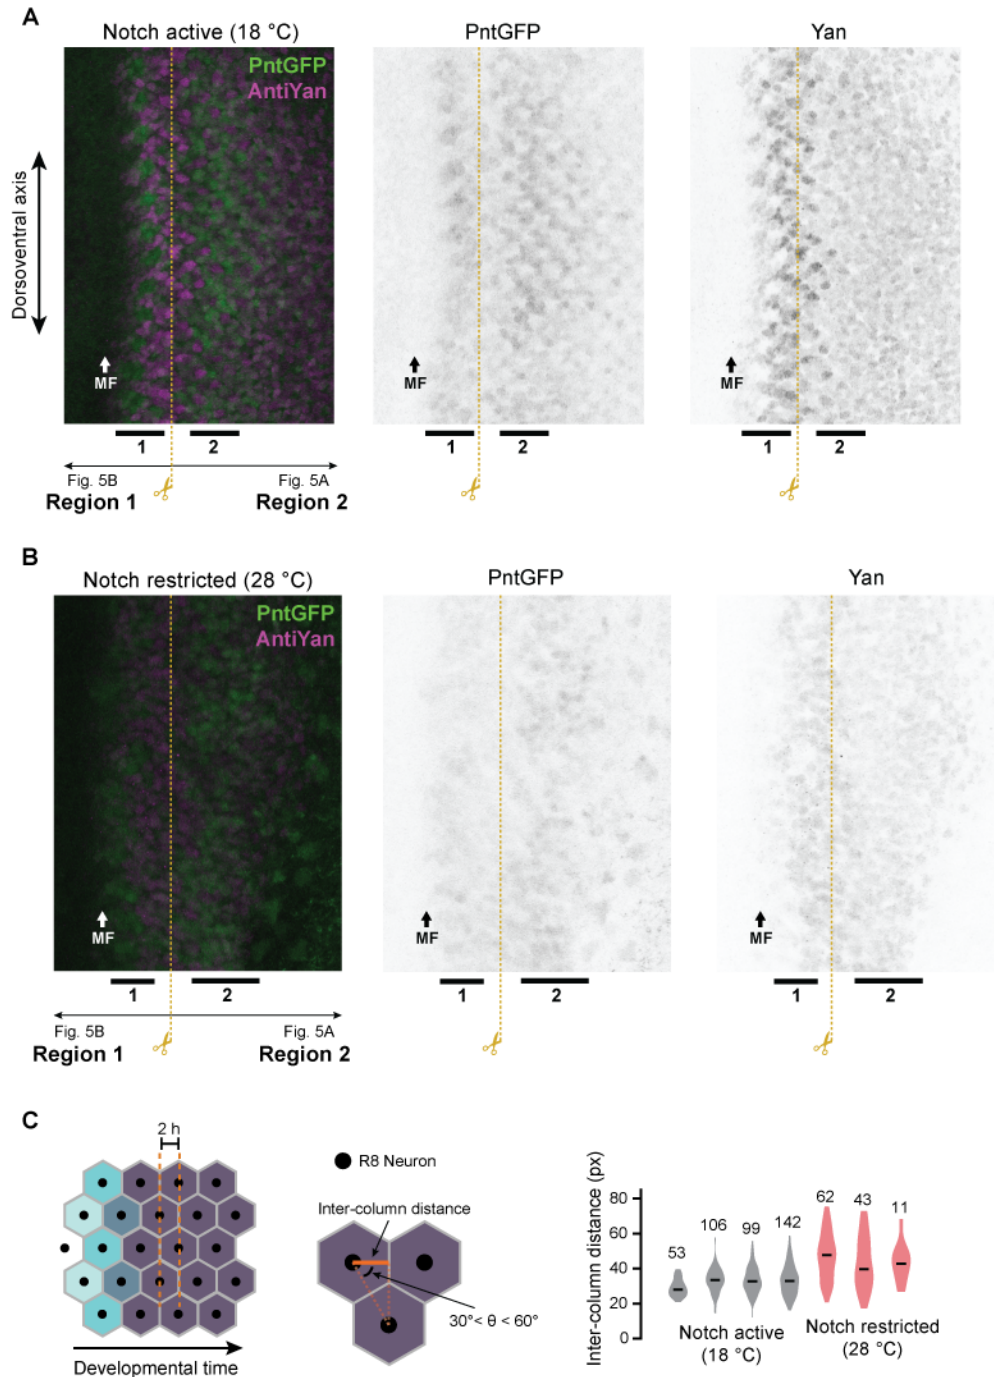 A
Notch active (18 °C)
PntGFP
Yan
PntGFP
AntiYan
Dorsoventral axis
MF
MF
MF
1
2
1
2
1
2
Fig. 5B
Fig. 5A
Region 1
Region 2
B
Notch restricted (28 °C)
PntGFP
Yan
PntGFP
AntiYan
MF
MF
MF
1
2
1
2
1
2
Fig. 5B
Fig. 5A
Region 1
Region 2
C
2 h
Developmental time
R8 Neuron
Inter-column distance
30°< θ < 60°
Inter-column distance (px)
80
60
40
20
0
53
106
99
142
62
43
11
Notch active
(18 °C)
Notch restricted
(28 °C)